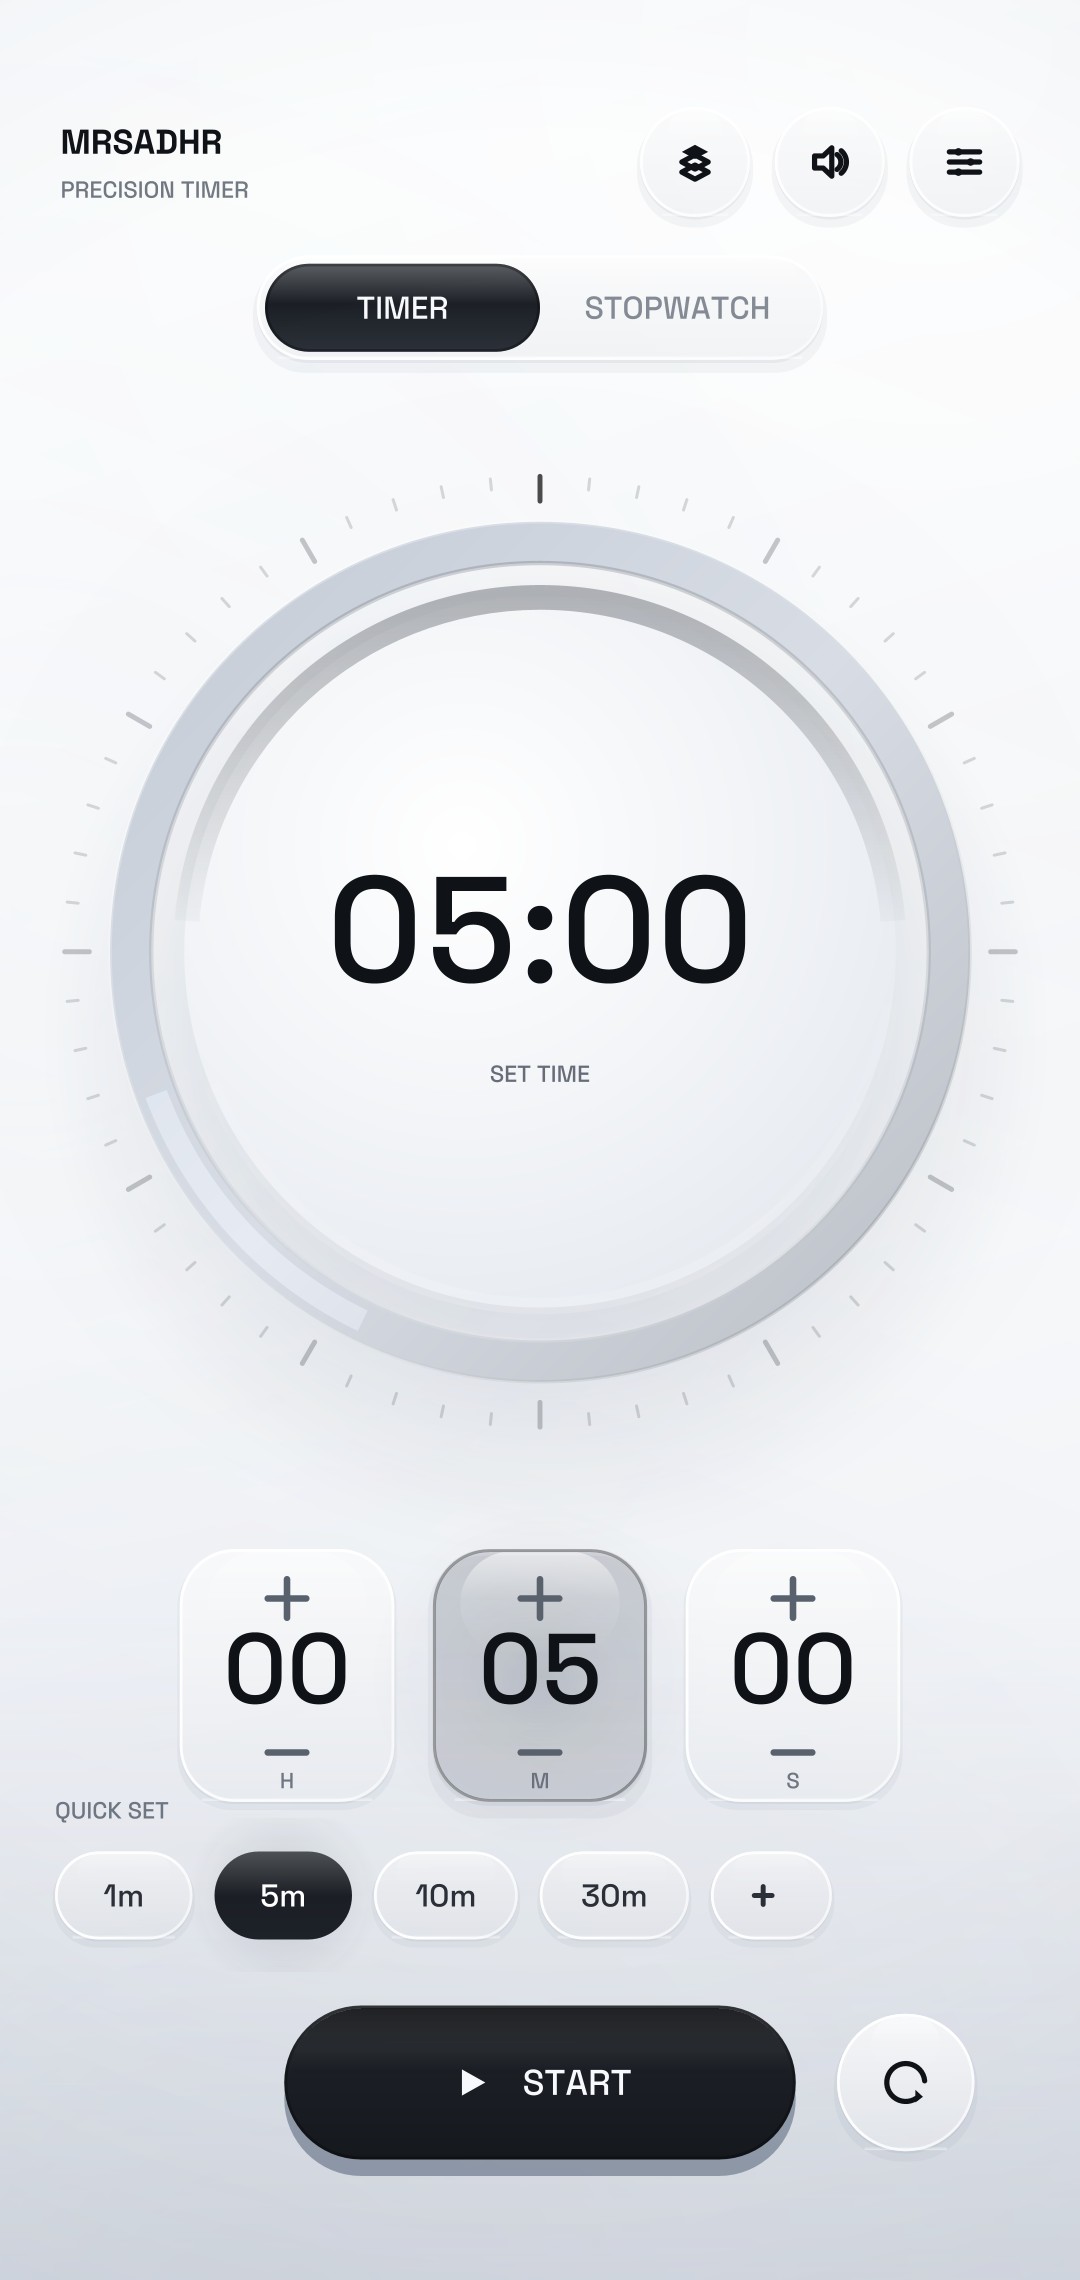 MRSADHR
PRECISION TIMER
TIMER STOPWATCH
05:00
SET TIME
00 05 00
H M S
QUICK SET
1m 5m 10m 30m +
START